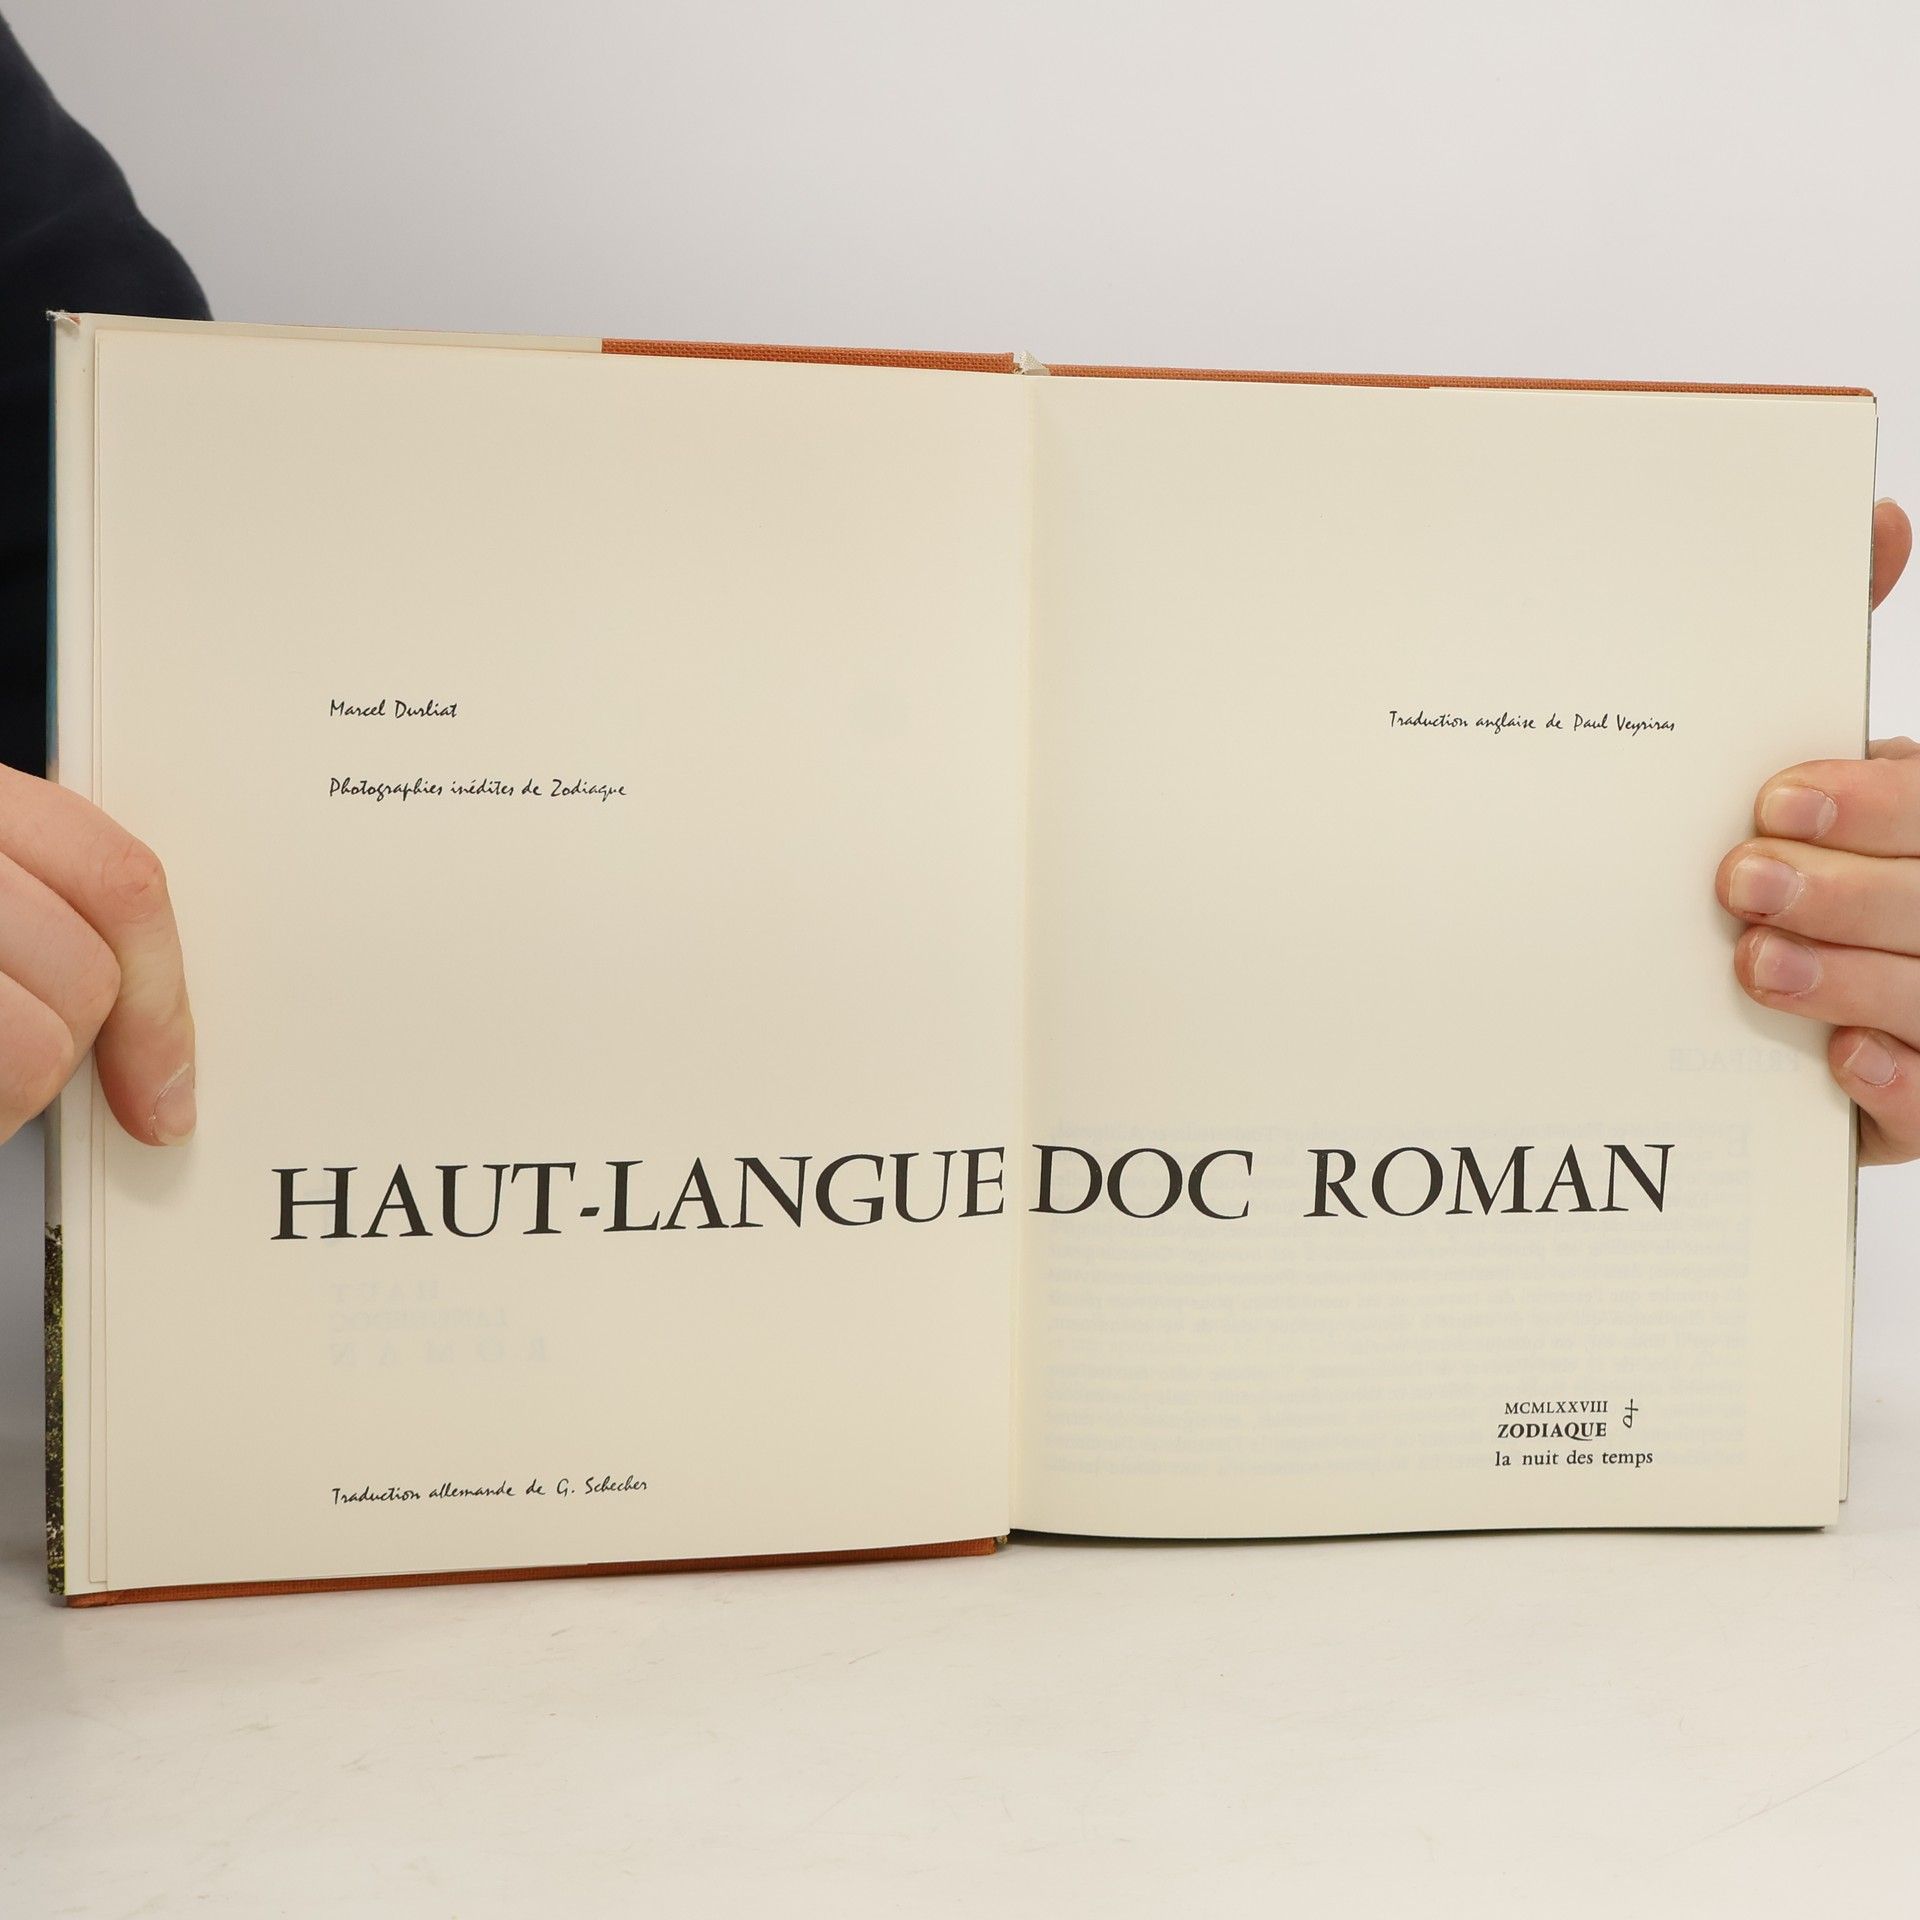 Marcel Durliat
Photographies inédites de Zodiaque
Traduction anglaise de Paul Veyriras
HAUT-LANGUEDOC ROMAN
Traduction allemande de G. Schecher
MCMLXXVIII
ZODIAQUE
la nuit des temps